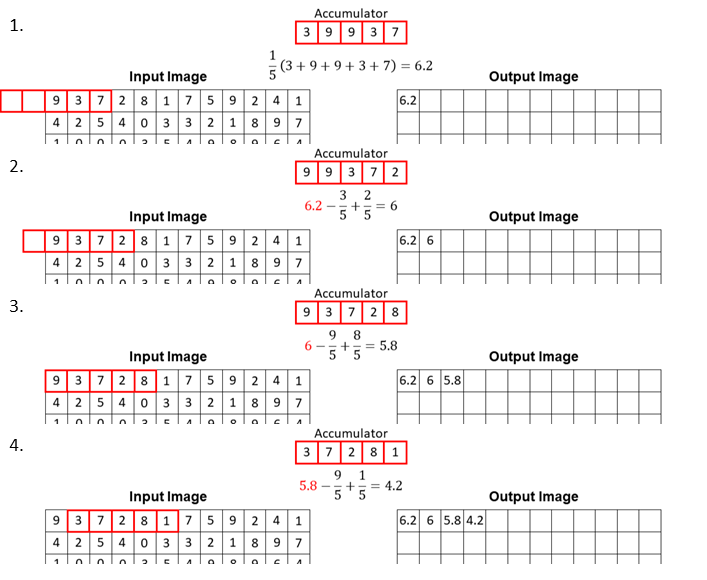 1.
Accumulator
3 9 9 3 7
1/5 (3 + 9 + 9 + 3 + 7) = 6.2
Input Image
Output Image
9 3 7 2 8 1 7 5 9 2 4 1
6.2
4 2 5 4 0 3 3 2 1 8 9 7
2.
Accumulator
9 9 3 7 2
6.2 − 3/5 + 2/5 = 6
Input Image
Output Image
9 3 7 2 8 1 7 5 9 2 4 1
6.2 6
4 2 5 4 0 3 3 2 1 8 9 7
3.
Accumulator
9 3 7 2 8
6 − 9/5 + 8/5 = 5.8
Input Image
Output Image
9 3 7 2 8 1 7 5 9 2 4 1
6.2 6 5.8
4 2 5 4 0 3 3 2 1 8 9 7
4.
Accumulator
3 7 2 8 1
5.8 − 9/5 + 1/5 = 4.2
Input Image
Output Image
9 3 7 2 8 1 7 5 9 2 4 1
6.2 6 5.8 4.2
4 2 5 4 0 3 3 2 1 8 9 7